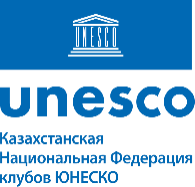 UNESCO
unesco
Казахстанская
Национальная Федерация
клубов ЮНЕСКО